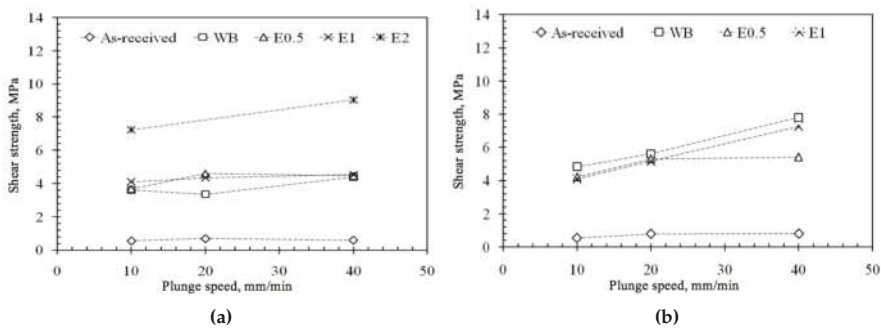 14
12
10
8
6
4
2
0
Shear strength, MPa
As-received WB E0.5 E1 E2
0 10 20 30 40 50
Plunge speed, mm/min
(a)
14
12
10
8
6
4
2
0
Shear strength, MPa
As-received WB E0.5 E1
0 10 20 30 40 50
Plunge speed, mm/min
(b)